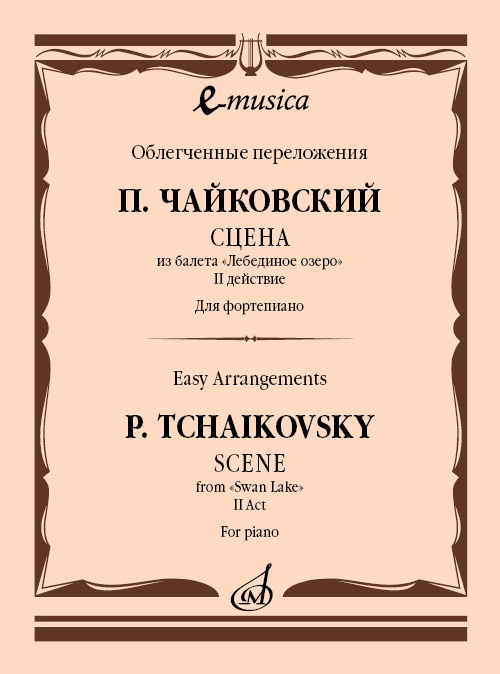 e-musica
Облегченные переложения
П. ЧАЙКОВСКИЙ
СЦЕНА
из балета «Лебединое озеро»
II действие
Для фортепиано
Easy Arrangements
P. TCHAIKOVSKY
SCENE
from «Swan Lake»
II Act
For piano